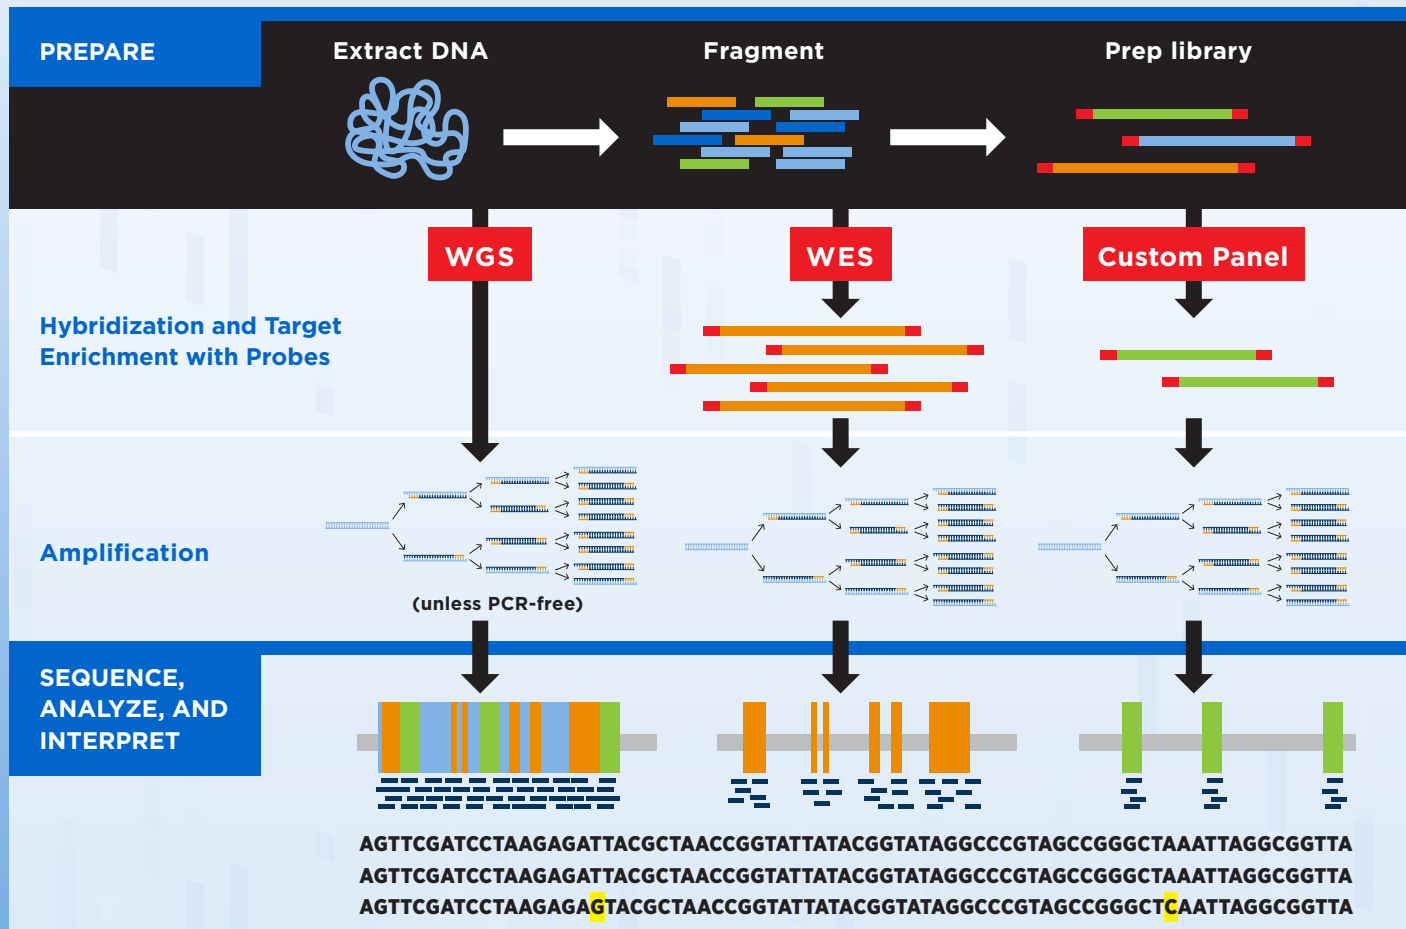 PREPARE
Extract DNA
Fragment
Prep library
WGS
WES
Custom Panel
Hybridization and Target
Enrichment with Probes
Amplification
(unless PCR-free)
SEQUENCE,
ANALYZE, AND
INTERPRET
AGTTCGATCCTAAGAGATTACGCTAACCGGTATTATACGGTATAGGCCCGTAGCCGGGCTAAATTAGGCGGTTA
AGTTCGATCCTAAGAGATTACGCTAACCGGTATTATACGGTATAGGCCCGTAGCCGGGCTAAATTAGGCGGTTA
AGTTCGATCCTAAGAGAGTACGCTAACCGGTATTATACGGTATAGGCCCGTAGCCGGGCTCAATTAGGCGGTTA